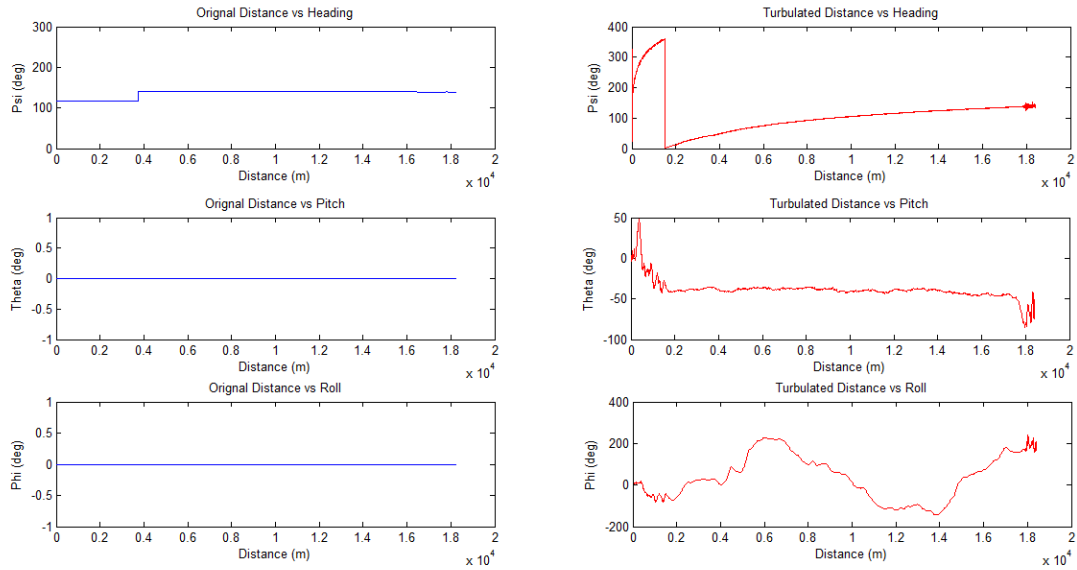 Orignal Distance vs Heading
300
200
100
0
Psi (deg)
0 0.2 0.4 0.6 0.8 1 1.2 1.4 1.6 1.8 2
Distance (m)
x 10^4
Turbulated Distance vs Heading
400
300
200
100
0
Psi (deg)
0 0.2 0.4 0.6 0.8 1 1.2 1.4 1.6 1.8 2
Distance (m)
x 10^4
Orignal Distance vs Pitch
1
0.5
0
-0.5
-1
Theta (deg)
0 0.2 0.4 0.6 0.8 1 1.2 1.4 1.6 1.8 2
Distance (m)
x 10^4
Turbulated Distance vs Pitch
50
0
-50
-100
Theta (deg)
0 0.2 0.4 0.6 0.8 1 1.2 1.4 1.6 1.8 2
Distance (m)
x 10^4
Orignal Distance vs Roll
1
0.5
0
-0.5
-1
Phi (deg)
0 0.2 0.4 0.6 0.8 1 1.2 1.4 1.6 1.8 2
Distance (m)
x 10^4
Turbulated Distance vs Roll
400
200
0
-200
Phi (deg)
0 0.2 0.4 0.6 0.8 1 1.2 1.4 1.6 1.8 2
Distance (m)
x 10^4